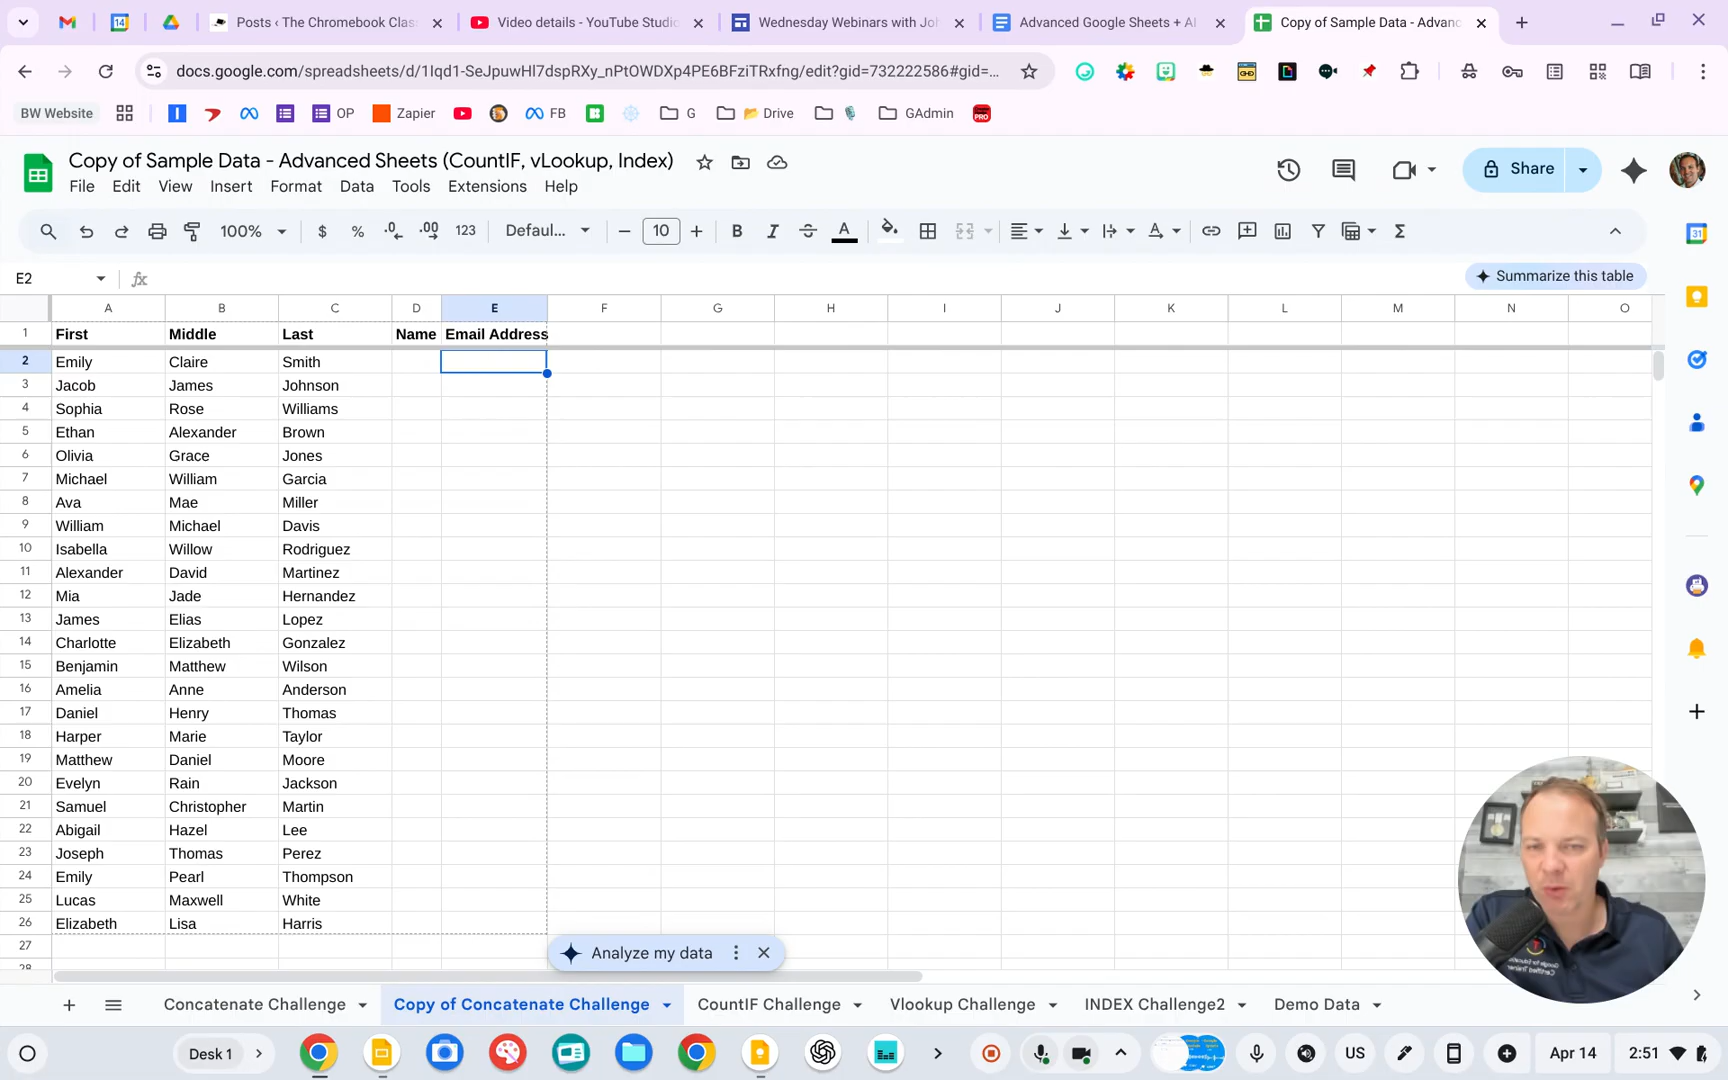 Posts ‹ The Chromebook Clas
Video details - YouTube Studio
Wednesday Webinars with Joh
Advanced Google Sheets + AI
Copy of Sample Data - Advanc
docs.google.com/spreadsheets/d/1Iqd1-SeJpuwHl7dspRXy_nPtOWDXp4PE6BFziTRxfng/edit?gid=732222586#gid=...
BW Website
OP
Zapier
FB
G
Drive
GAdmin
PRO
Copy of Sample Data - Advanced Sheets (CountIF, vLookup, Index)
Share
File Edit View Insert Format Data Tools Extensions Help
100% $ % .0 .00 123 Defaul... 10 B I S A
E2
fx
Summarize this table
A B C D E F G H I J K L M N O
1 First Middle Last Name Email Address
2 Emily Claire Smith
3 Jacob James Johnson
4 Sophia Rose Williams
5 Ethan Alexander Brown
6 Olivia Grace Jones
7 Michael William Garcia
8 Ava Mae Miller
9 William Michael Davis
10 Isabella Willow Rodriguez
11 Alexander David Martinez
12 Mia Jade Hernandez
13 James Elias Lopez
14 Charlotte Elizabeth Gonzalez
15 Benjamin Matthew Wilson
16 Amelia Anne Anderson
17 Daniel Henry Thomas
18 Harper Marie Taylor
19 Matthew Daniel Moore
20 Evelyn Rain Jackson
21 Samuel Christopher Martin
22 Abigail Hazel Lee
23 Joseph Thomas Perez
24 Emily Pearl Thompson
25 Lucas Maxwell White
26 Elizabeth Lisa Harris
27
28
Analyze my data
Concatenate Challenge
Copy of Concatenate Challenge
CountIF Challenge
Vlookup Challenge
INDEX Challenge2
Demo Data
Desk 1
US
Apr 14
2:51